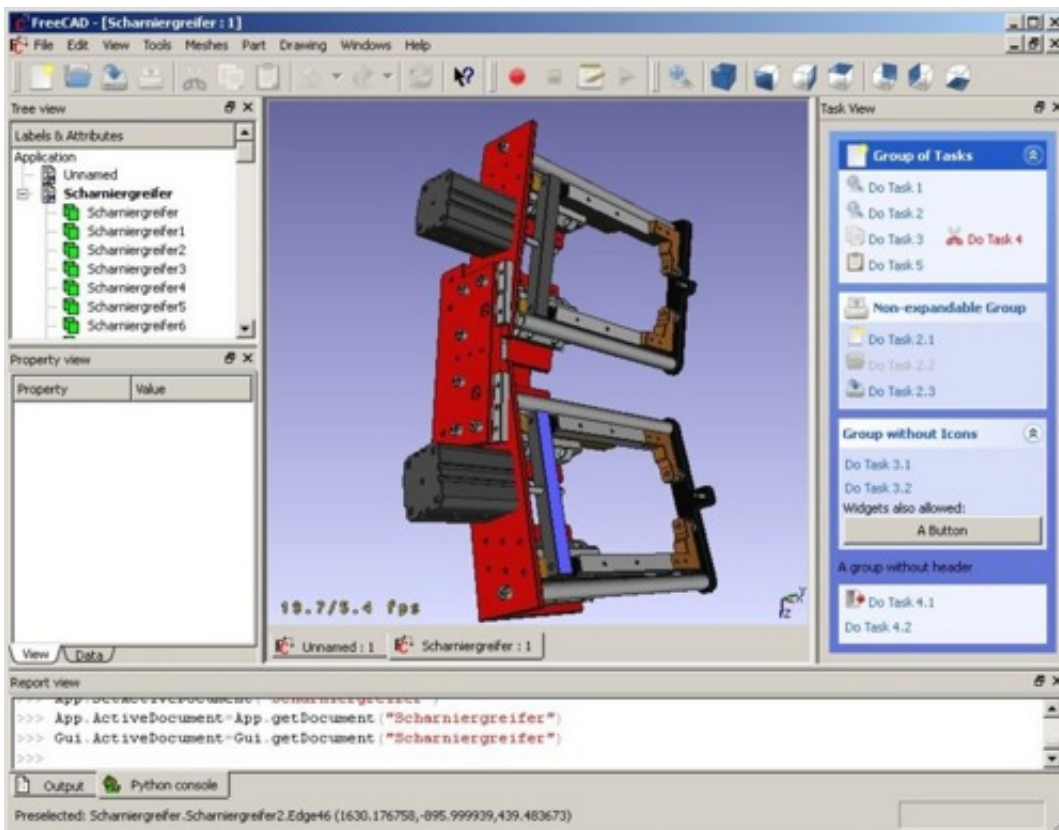 FreeCAD - [Scharniergreifer : 1]
File Edit View Tools Meshes Part Drawing Windows Help
Tree view
Labels & Attributes
Application
Unnamed
Scharniergreifer
Scharniergreifer
Scharniergreifer1
Scharniergreifer2
Scharniergreifer3
Scharniergreifer4
Scharniergreifer5
Scharniergreifer6
Property view
Property Value
View Data
19.7/5.4 fps
Unnamed : 1 Scharniergreifer : 1
Task View
Group of Tasks
Do Task 1
Do Task 2
Do Task 3 Do Task 4
Do Task 5
Non-expandable Group
Do Task 2.1
Do Task 2.2
Do Task 2.3
Group without Icons
Do Task 3.1
Do Task 3.2
Widgets also allowed:
A Button
A group without header
Do Task 4.1
Do Task 4.2
Report view
>>> App.SetActiveDocument("Scharniergreifer")
>>> App.ActiveDocument=App.getDocument("Scharniergreifer")
>>> Gui.ActiveDocument=Gui.getDocument("Scharniergreifer")
>>>
Output Python console
Preselected: Scharniergreifer.Scharniergreifer2.Edge46 (1630.176758,-895.999939,439.483673)